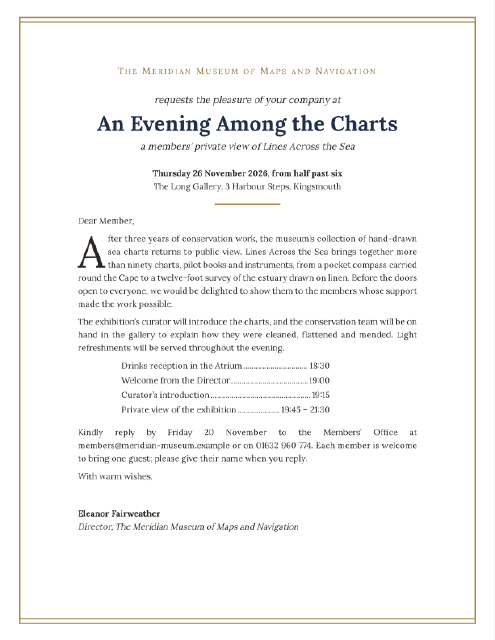 The Meridian Museum of Maps and Navigation
requests the pleasure of your company at
An Evening Among the Charts
a members' private view of Lines Across the Sea
Thursday 26 November 2026, from half past six
The Long Gallery, 3 Harbour Steps, Kingsmouth
Dear Member,
After three years of conservation work, the museum's collection of hand-drawn
sea charts returns to public view. Lines Across the Sea brings together more
than ninety charts, pilot books and instruments, from a pocket compass carried
round the Cape to a twelve-foot survey of the estuary drawn on linen. Before the doors
open to everyone, we would be delighted to show them to the members whose support
made the work possible.
The exhibition's curator will introduce the charts, and the conservation team will be on
hand in the gallery to explain how they were cleaned, flattened and mended. Light
refreshments will be served throughout the evening.
Drinks reception in the Atrium 18:30
Welcome from the Director 19:00
Curator's introduction 19:15
Private view of the exhibition 19:45 – 21:30
Kindly reply by Friday 20 November to the Members' Office at
members@meridian-museum.example or on 01632 960 774. Each member is welcome
to bring one guest; please give their name when you reply.
With warm wishes,
Eleanor Fairweather
Director, The Meridian Museum of Maps and Navigation